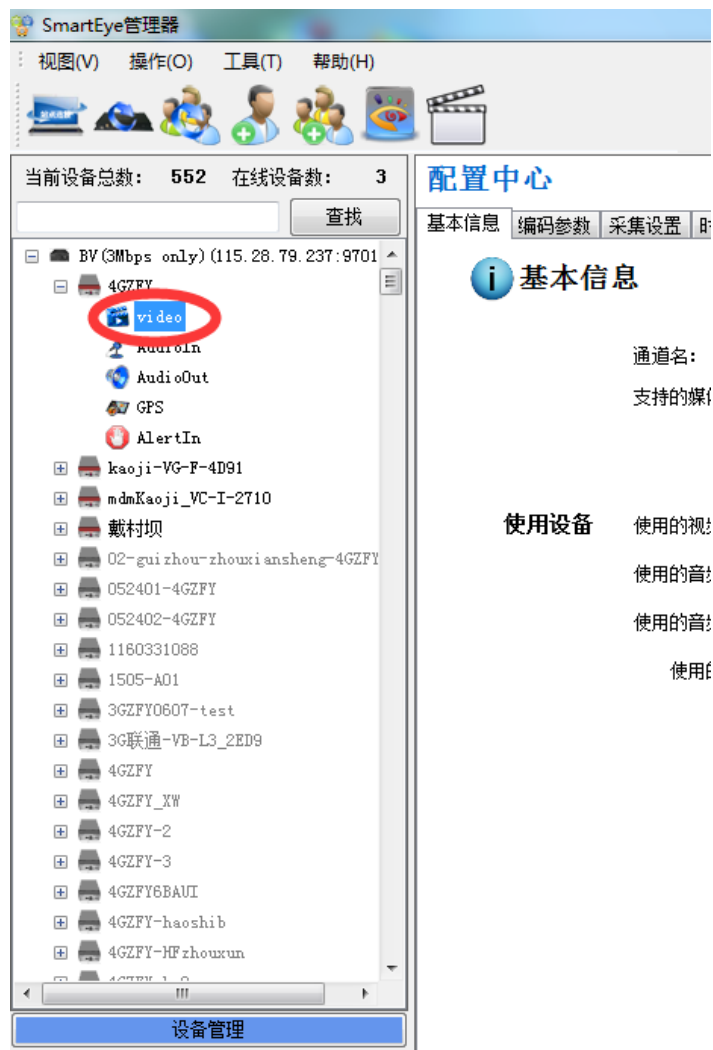 SmartEye管理器
视图(V) 操作(O) 工具(T) 帮助(H)
当前设备总数: 552 在线设备数: 3
查找
BV(3Mbps only)(115.28.79.237:9701
4GZFY
video
AudioIn
AudioOut
GPS
AlertIn
kaoji-VG-F-4D91
mdmKaoji_VC-I-2710
戴村坝
02-guizhou-zhouxiansheng-4GZFY
052401-4GZFY
052402-4GZFY
1160331088
1505-A01
3GZFY0607-test
3G联通-VB-L3_2ED9
4GZFY
4GZFY_XW
4GZFY-2
4GZFY-3
4GZFY6BAUI
4GZFY-haoshib
4GZFY-HFzhouxun
设备管理
配置中心
基本信息 编码参数 采集设置
基本信息
通道名:
支持的媒
使用设备 使用的视
使用的音
使用的音
使用的